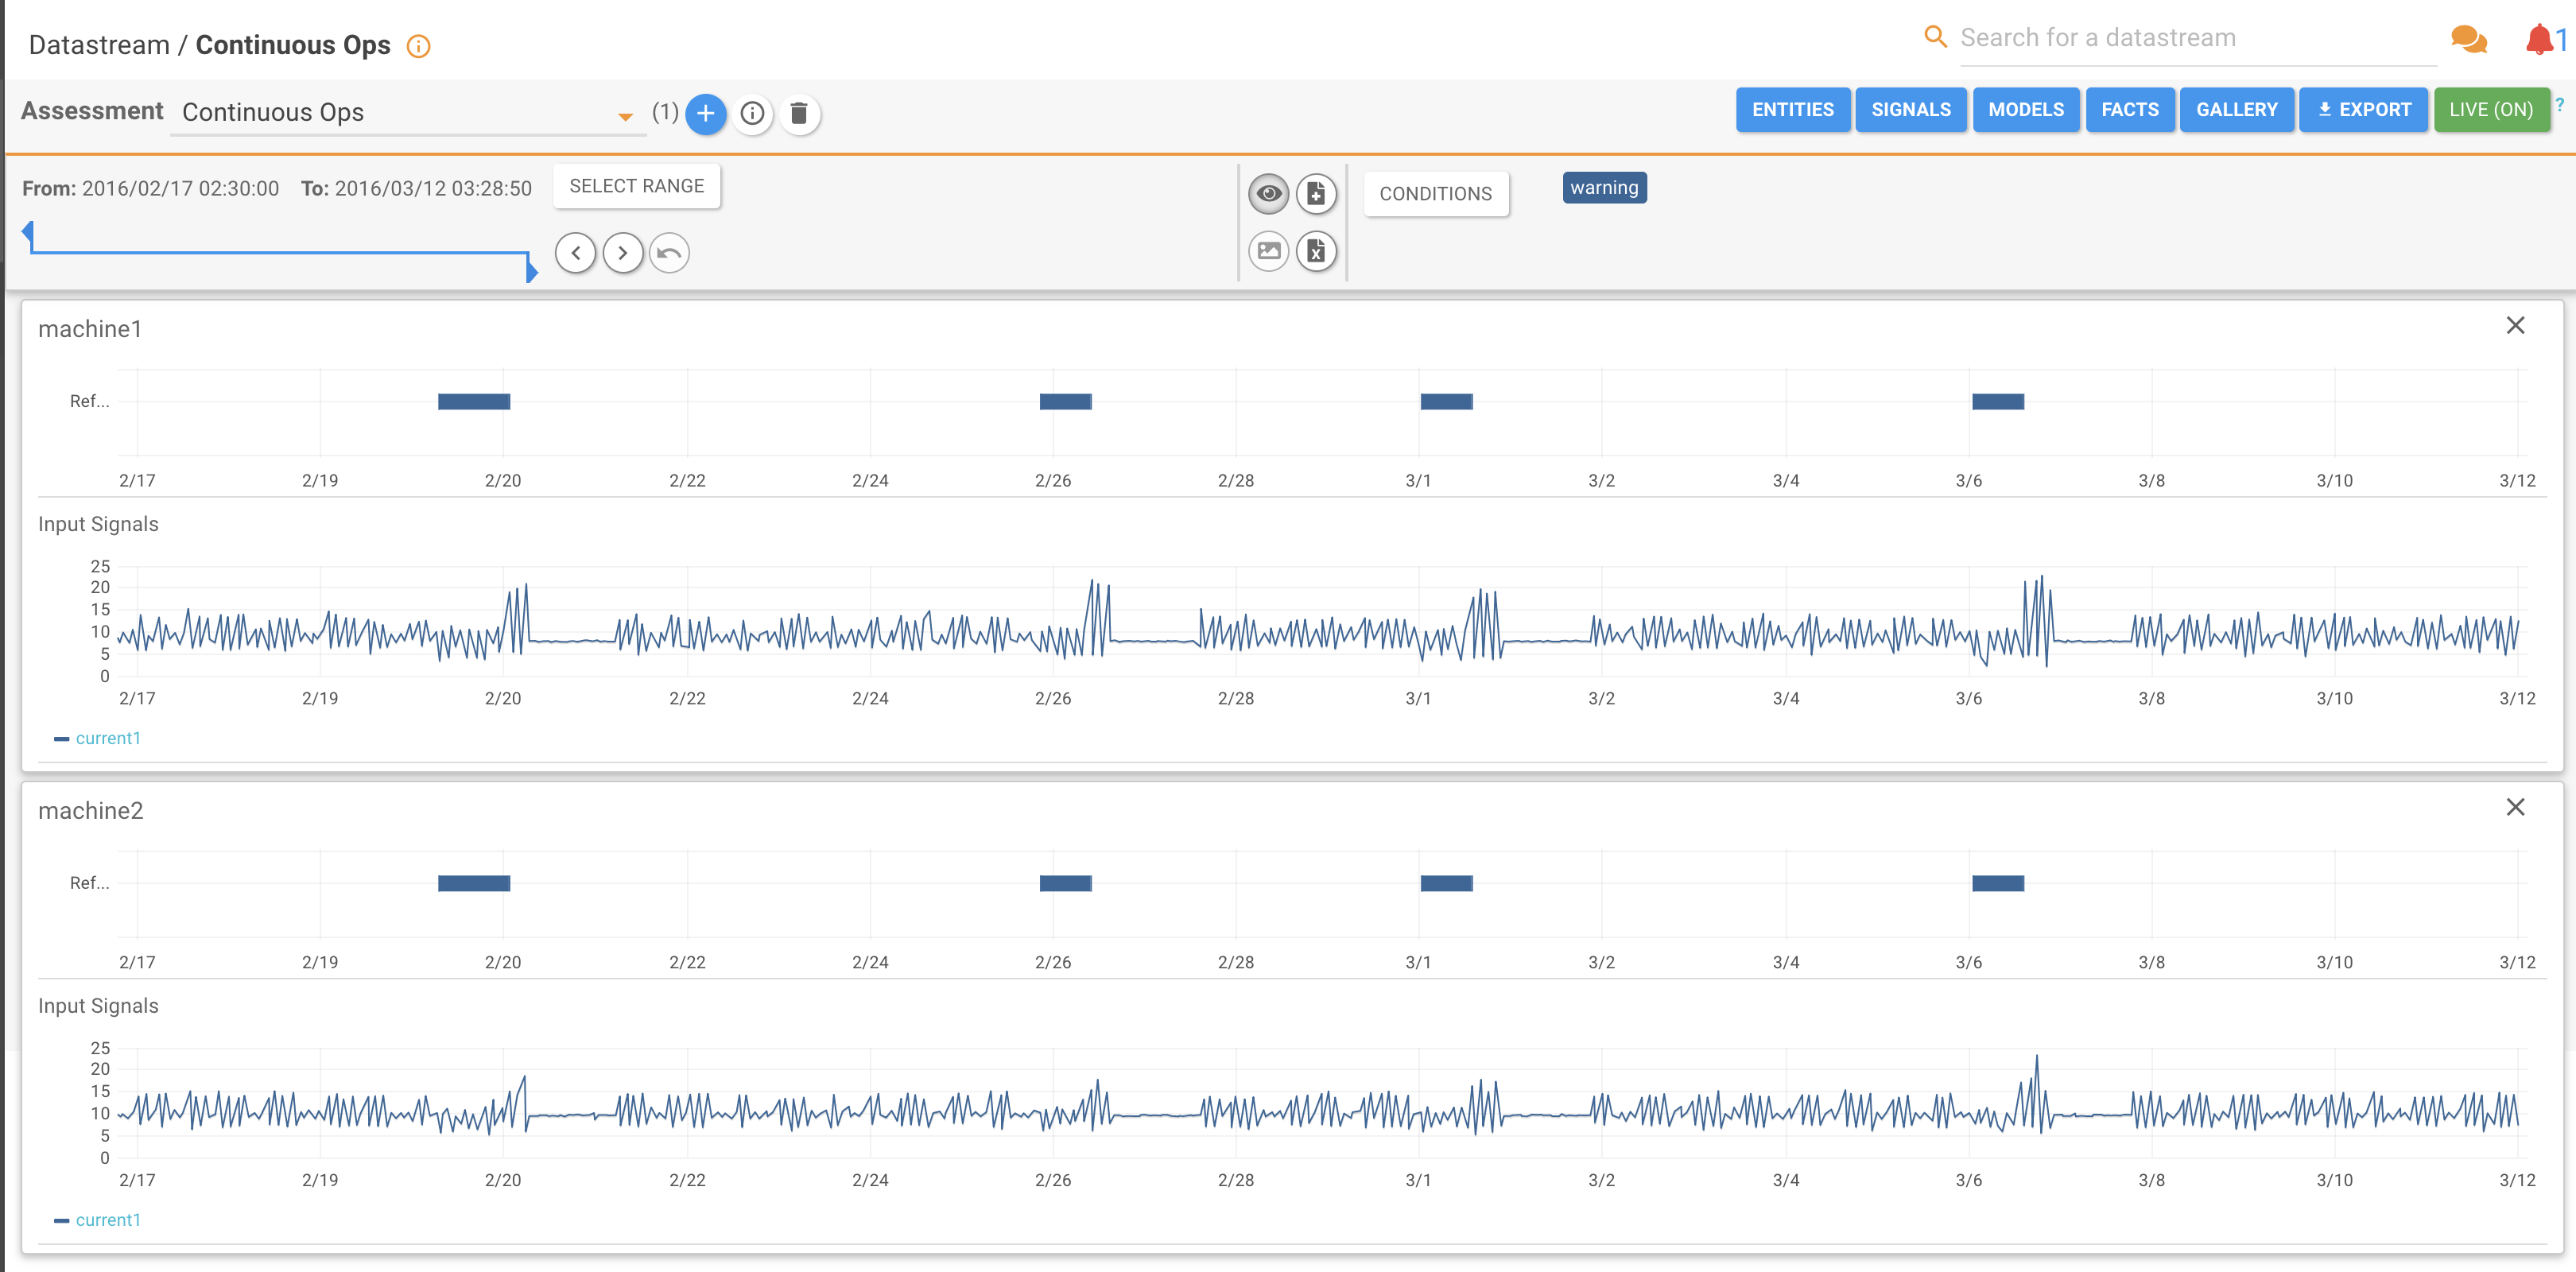 Datastream / Continuous Ops
Search for a datastream
1
Assessment Continuous Ops (1)
ENTITIES SIGNALS MODELS FACTS GALLERY EXPORT LIVE (ON) ?
From: 2016/02/17 02:30:00 To: 2016/03/12 03:28:50 SELECT RANGE
CONDITIONS
warning
machine1
Ref...
2/17 2/19 2/20 2/22 2/24 2/26 2/28 3/1 3/2 3/4 3/6 3/8 3/10 3/12
Input Signals
25
20
15
10
5
0
2/17 2/19 2/20 2/22 2/24 2/26 2/28 3/1 3/2 3/4 3/6 3/8 3/10 3/12
current1
machine2
Ref...
2/17 2/19 2/20 2/22 2/24 2/26 2/28 3/1 3/2 3/4 3/6 3/8 3/10 3/12
Input Signals
25
20
15
10
5
0
2/17 2/19 2/20 2/22 2/24 2/26 2/28 3/1 3/2 3/4 3/6 3/8 3/10 3/12
current1